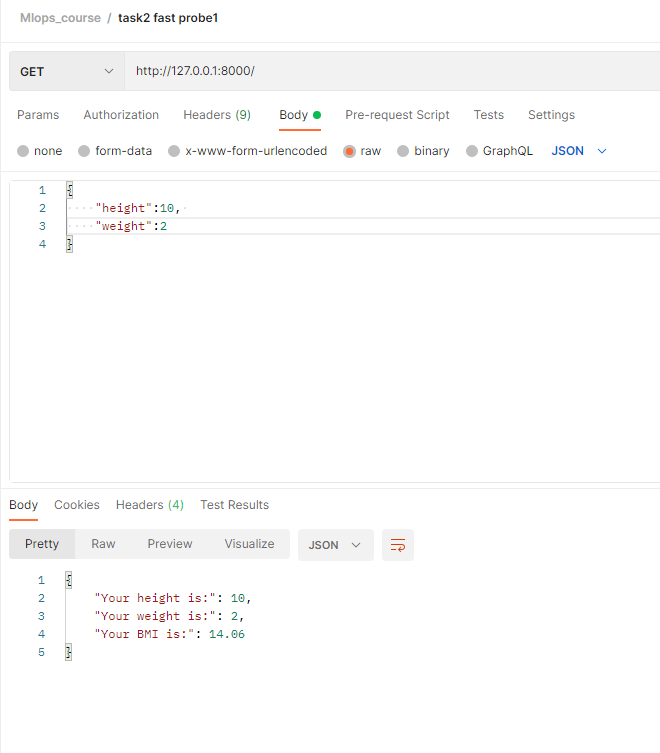 Mlops_course / task2 fast probe1
GET http://127.0.0.1:8000/
Params Authorization Headers (9) Body Pre-request Script Tests Settings
none form-data x-www-form-urlencoded raw binary GraphQL JSON
1 {
2 "height":10,
3 "weight":2
4 }
Body Cookies Headers (4) Test Results
Pretty Raw Preview Visualize JSON
1 {
2 "Your height is:": 10,
3 "Your weight is:": 2,
4 "Your BMI is:": 14.06
5 }